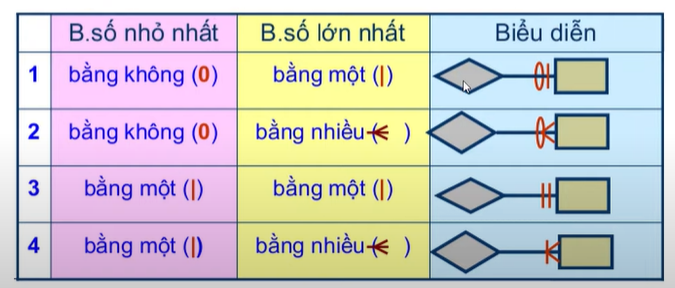 B.số nhỏ nhất B.số lớn nhất Biểu diễn
1 bằng không (0) bằng một (|)
2 bằng không (0) bằng nhiều ( )
3 bằng một (|) bằng một (|)
4 bằng một (|) bằng nhiều ( )